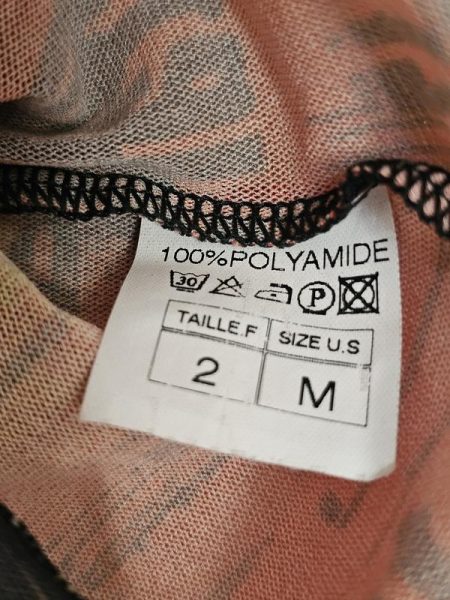 100%POLYAMIDE
30 P
TAILLE.F SIZE U.S
2 M